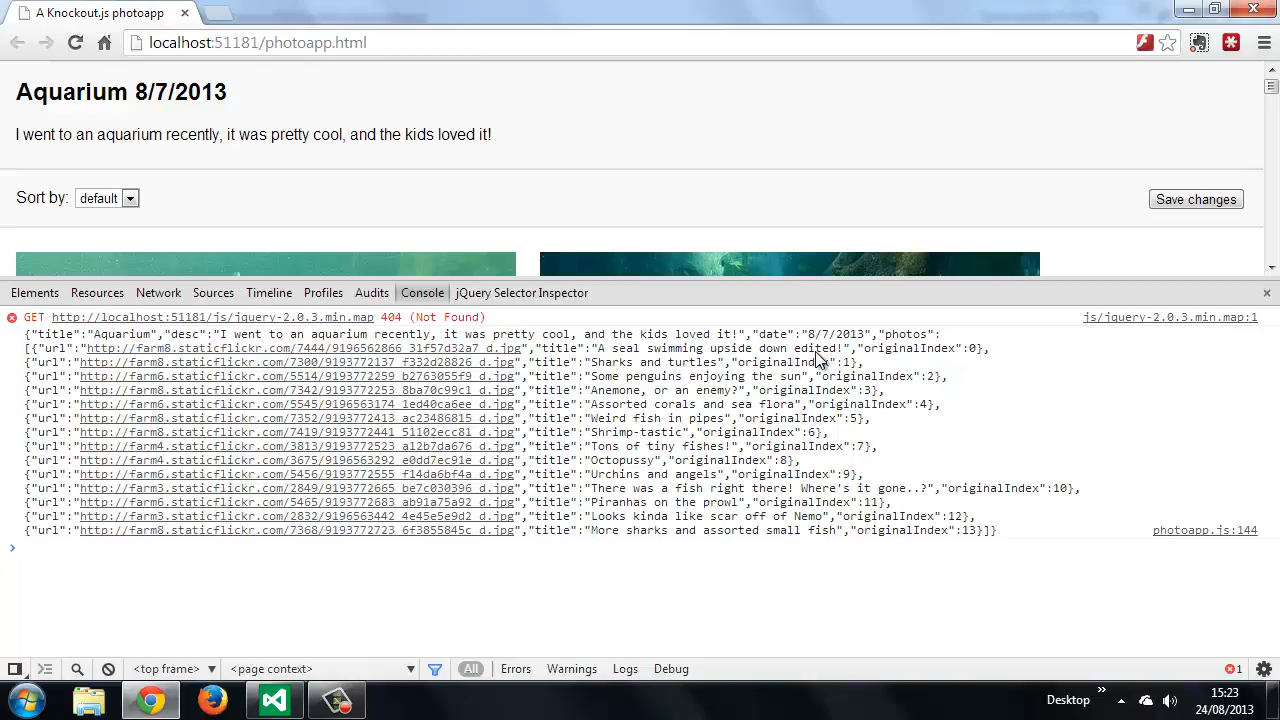 A Knockout.js photoapp
localhost:51181/photoapp.html
Aquarium 8/7/2013
I went to an aquarium recently, it was pretty cool, and the kids loved it!
Sort by: default Save changes
Elements Resources Network Sources Timeline Profiles Audits Console jQuery Selector Inspector
GET http://localhost:51181/js/jquery-2.0.3.min.map 404 (Not Found) js/jquery-2.0.3.min.map:1
{"title":"Aquarium","desc":"I went to an aquarium recently, it was pretty cool, and the kids loved it!","date":"8/7/2013","photos":
[{"url":"http://farm8.staticflickr.com/7444/9196562866_31f57d32a7_d.jpg","title":"A seal swimming upside down edited!","originalIndex":0},
{"url":"http://farm8.staticflickr.com/7300/9193772137_f332d28826_d.jpg","title":"Sharks and turtles","originalIndex":1},
{"url":"http://farm6.staticflickr.com/5514/9193772259_b2763055f9_d.jpg","title":"Some penguins enjoying the sun","originalIndex":2},
{"url":"http://farm8.staticflickr.com/7342/9193772253_8ba70c99c1_d.jpg","title":"Anemone, or an enemy?","originalIndex":3},
{"url":"http://farm6.staticflickr.com/5545/9196563174_1ed40ca6ee_d.jpg","title":"Assorted corals and sea flora","originalIndex":4},
{"url":"http://farm8.staticflickr.com/7352/9193772413_ac23486815_d.jpg","title":"Weird fish in pipes","originalIndex":5},
{"url":"http://farm8.staticflickr.com/7419/9193772441_51102ecc81_d.jpg","title":"Shrimp-tastic","originalIndex":6},
{"url":"http://farm4.staticflickr.com/3813/9193772523_a12b7da676_d.jpg","title":"Tons of tiny fishes!","originalIndex":7},
{"url":"http://farm4.staticflickr.com/3675/9196563292_e0dd7ec91e_d.jpg","title":"Octopussy","originalIndex":8},
{"url":"http://farm6.staticflickr.com/5456/9193772555_f14da6bf4a_d.jpg","title":"Urchins and angels","originalIndex":9},
{"url":"http://farm3.staticflickr.com/2849/9193772665_be7c030396_d.jpg","title":"There was a fish right there! Where's it gone..?","originalIndex":10},
{"url":"http://farm6.staticflickr.com/5465/9193772683_ab91a75a92_d.jpg","title":"Piranhas on the prowl","originalIndex":11},
{"url":"http://farm3.staticflickr.com/2832/9196563442_4e45e5e9d2_d.jpg","title":"Looks kinda like scar off of Nemo","originalIndex":12},
{"url":"http://farm8.staticflickr.com/7368/9193772723_6f3855845c_d.jpg","title":"More sharks and assorted small fish","originalIndex":13}]} photoapp.js:144
<top frame> <page context> All Errors Warnings Logs Debug 1
Desktop 15:23
24/08/2013